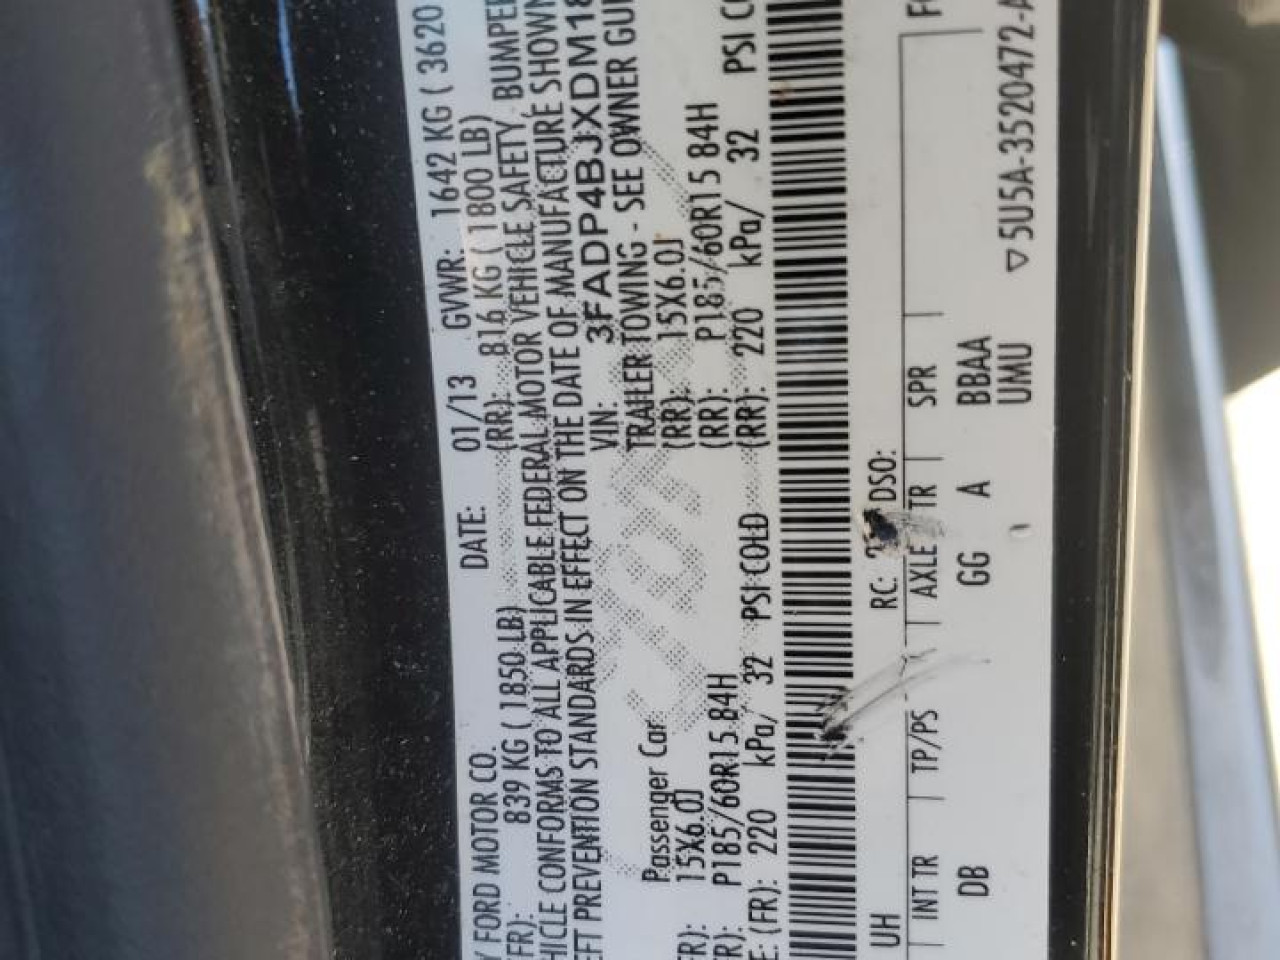 Y FORD MOTOR CO. DATE: 01/13 GVWR: 1642 KG ( 3620
FR): 839 KG ( 1850 LB) (RR): 816 KG ( 1800 LB)
HICLE CONFORMS TO ALL APPLICABLE FEDERAL MOTOR VEHICLE SAFETY, BUMPER
EFT PREVENTION STANDARDS IN EFFECT ON THE DATE OF MANUFACTURE SHOWN
VIN: 3FADP4BJXDM18
Passenger Car TRAILER TOWING - SEE OWNER GUI
FR): 15X6.0J (RR): 15X6.0J
R): P185/60R15 84H (RR): P185/60R15 84H
E: (FR): 220 kPa/ 32 PSI COLD (RR): 220 kPa/ 32 PSI CO
UH RC: DSO:
INT TR TP/PS AXLE TR SPR
DB GG A BBAA
UMU ▽5U5A-3520472-A